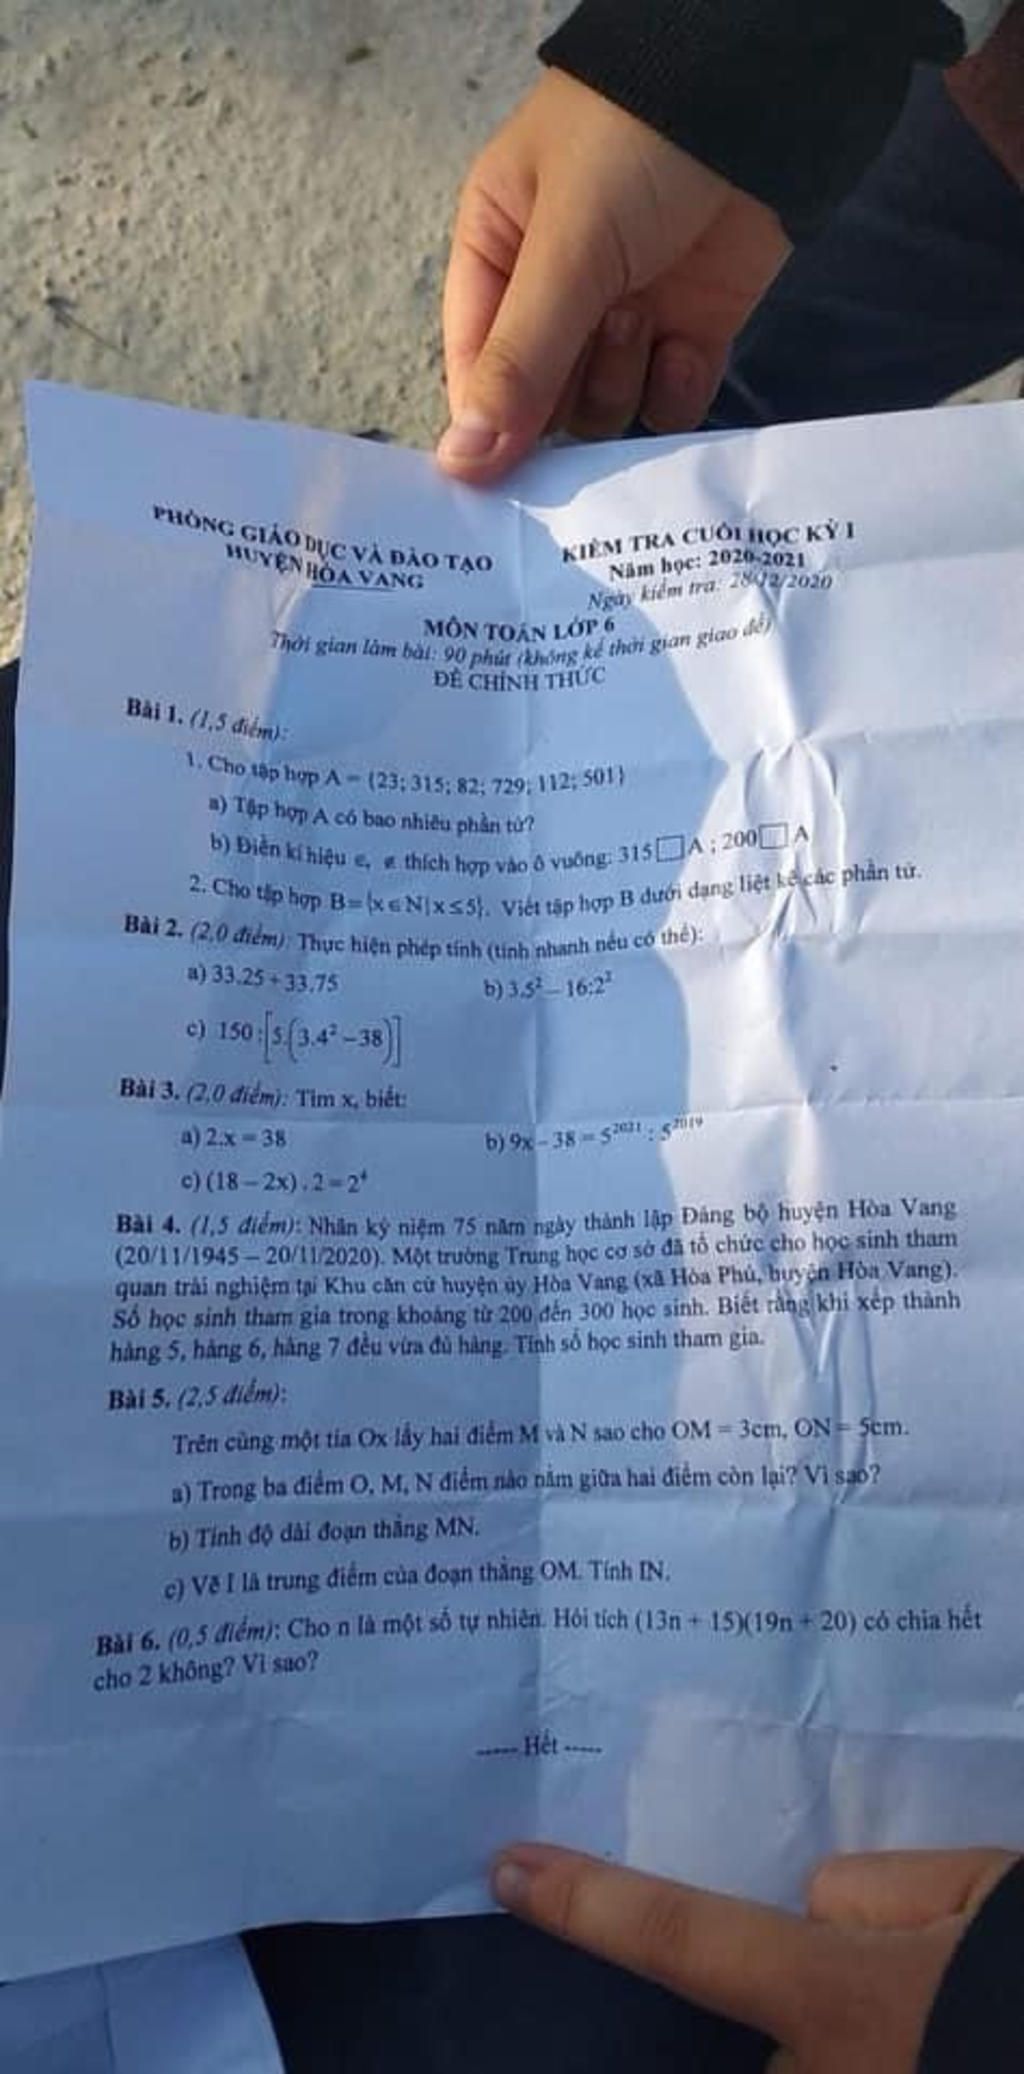 PHÒNG GIÁO DỤC VÀ ĐÀO TẠO
HUYỆN HÒA VANG
KIỂM TRA CUỐI HỌC KỲ I
Năm học: 2020-2021
Ngày kiểm tra: 28/12/2020
MÔN TOÁN LỚP 6
Thời gian làm bài: 90 phút (không kể thời gian giao đề)
ĐỀ CHÍNH THỨC
Bài 1. (1,5 điểm):
1. Cho tập hợp A = {23; 315; 82; 729; 112; 501}
a) Tập hợp A có bao nhiêu phần tử?
b) Điền kí hiệu ∈, ∉ thích hợp vào ô vuông: 315 □ A ; 200 □ A
2. Cho tập hợp B = {x ∈ N | x ≤ 5}. Viết tập hợp B dưới dạng liệt kê các phần tử.
Bài 2. (2,0 điểm): Thực hiện phép tính (tính nhanh nếu có thể):
a) 33.25 + 33.75 b) 3.5² – 16:2²
c) 150 : [5.(3.4² – 38)]
Bài 3. (2,0 điểm): Tìm x, biết:
a) 2.x = 38 b) 9x – 38 = 5²⁰²¹ : 5²⁰¹⁹
c) (18 – 2x) . 2 = 2⁴
Bài 4. (1,5 điểm): Nhân kỷ niệm 75 năm ngày thành lập Đảng bộ huyện Hòa Vang
(20/11/1945 – 20/11/2020). Một trường Trung học cơ sở đã tổ chức cho học sinh tham
quan trải nghiệm tại Khu căn cứ huyện ủy Hòa Vang (xã Hòa Phú, huyện Hòa Vang).
Số học sinh tham gia trong khoảng từ 200 đến 300 học sinh. Biết rằng khi xếp thành
hàng 5, hàng 6, hàng 7 đều vừa đủ hàng. Tính số học sinh tham gia.
Bài 5. (2,5 điểm):
Trên cùng một tia Ox lấy hai điểm M và N sao cho OM = 3cm, ON = 5cm.
a) Trong ba điểm O, M, N điểm nào nằm giữa hai điểm còn lại? Vì sao?
b) Tính độ dài đoạn thẳng MN.
c) Vẽ I là trung điểm của đoạn thẳng OM. Tính IN.
Bài 6. (0,5 điểm): Cho n là một số tự nhiên. Hỏi tích (13n + 15)(19n + 20) có chia hết
cho 2 không? Vì sao?
----- Hết -----